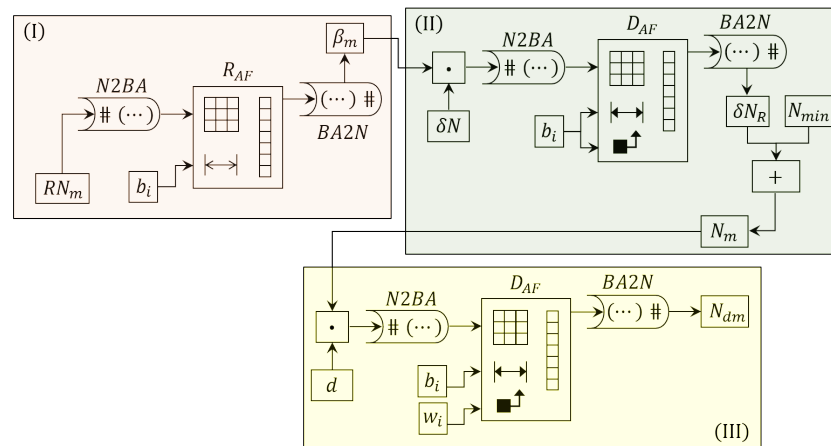 (I)
β_m
N2BA
# (⋯)
R_AF
(⋯) #
BA2N
RN_m
b_i
(II)
·
δN
N2BA
# (⋯)
D_AF
b_i
BA2N
(⋯) #
δN_R
N_min
+
N_m
·
d
N2BA
# (⋯)
D_AF
b_i
w_i
BA2N
(⋯) #
N_dm
(III)